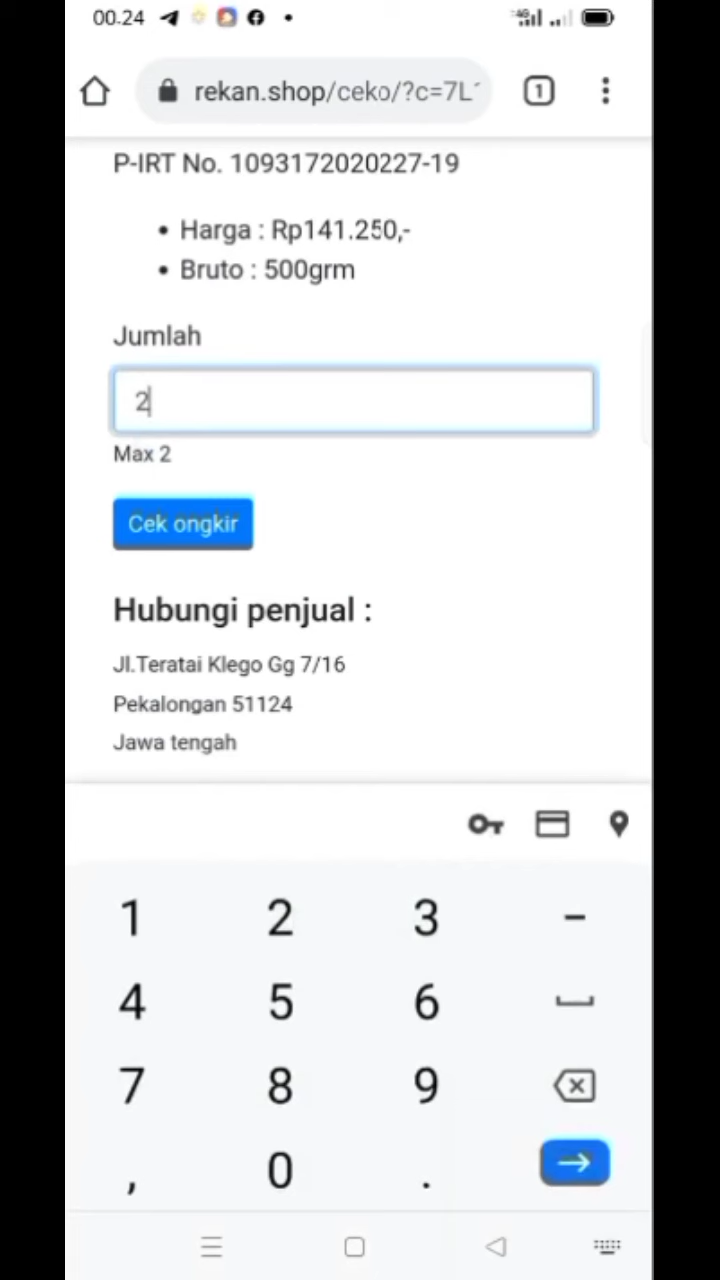 00.24
4G
rekan.shop/ceko/?c=7L
1
P-IRT No. 1093172020227-19
• Harga : Rp141.250,-
• Bruto : 500grm
Jumlah
2
Max 2
Cek ongkir
Hubungi penjual :
Jl.Teratai Klego Gg 7/16
Pekalongan 51124
Jawa tengah
1 2 3 -
4 5 6
7 8 9
, 0 .